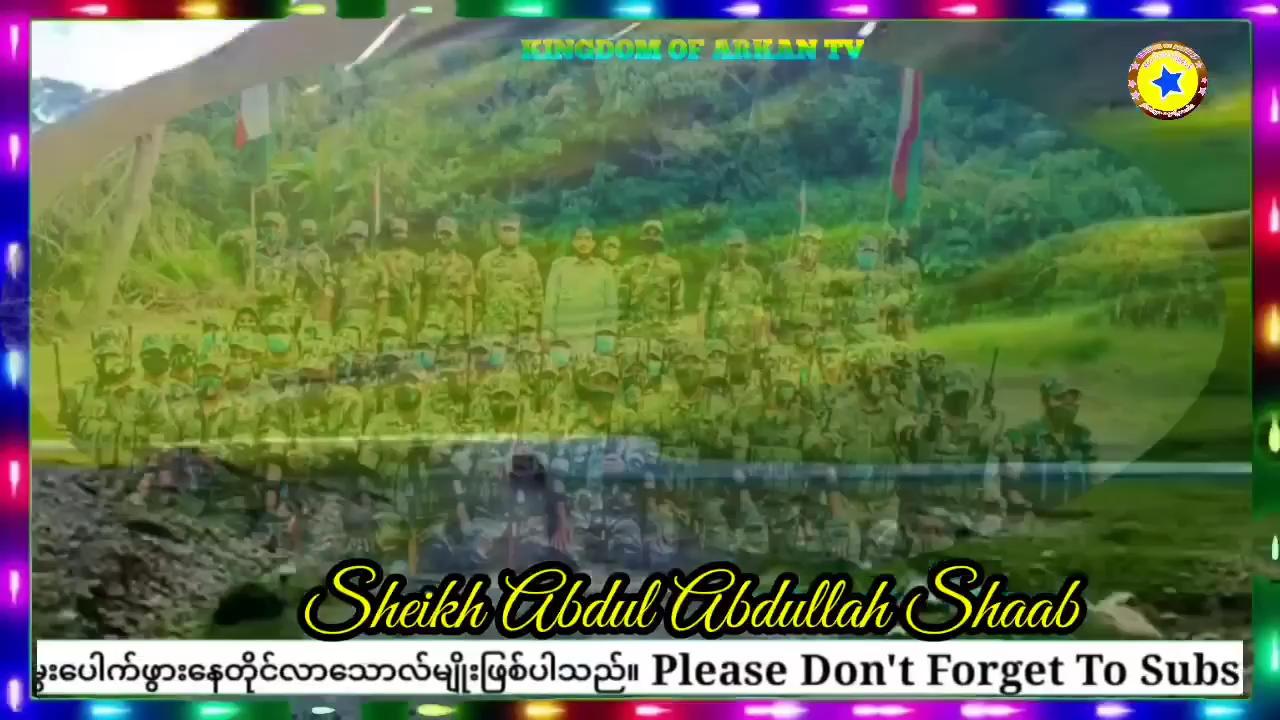 KINGDOM OF ARKAN TV
Sheikh Abdul Abdullah Shaab
မွေးပေါက်ဖွားနေတိုင်လာသောလ်မျိုးဖြစ်ပါသည်။ Please Don't Forget To Subs